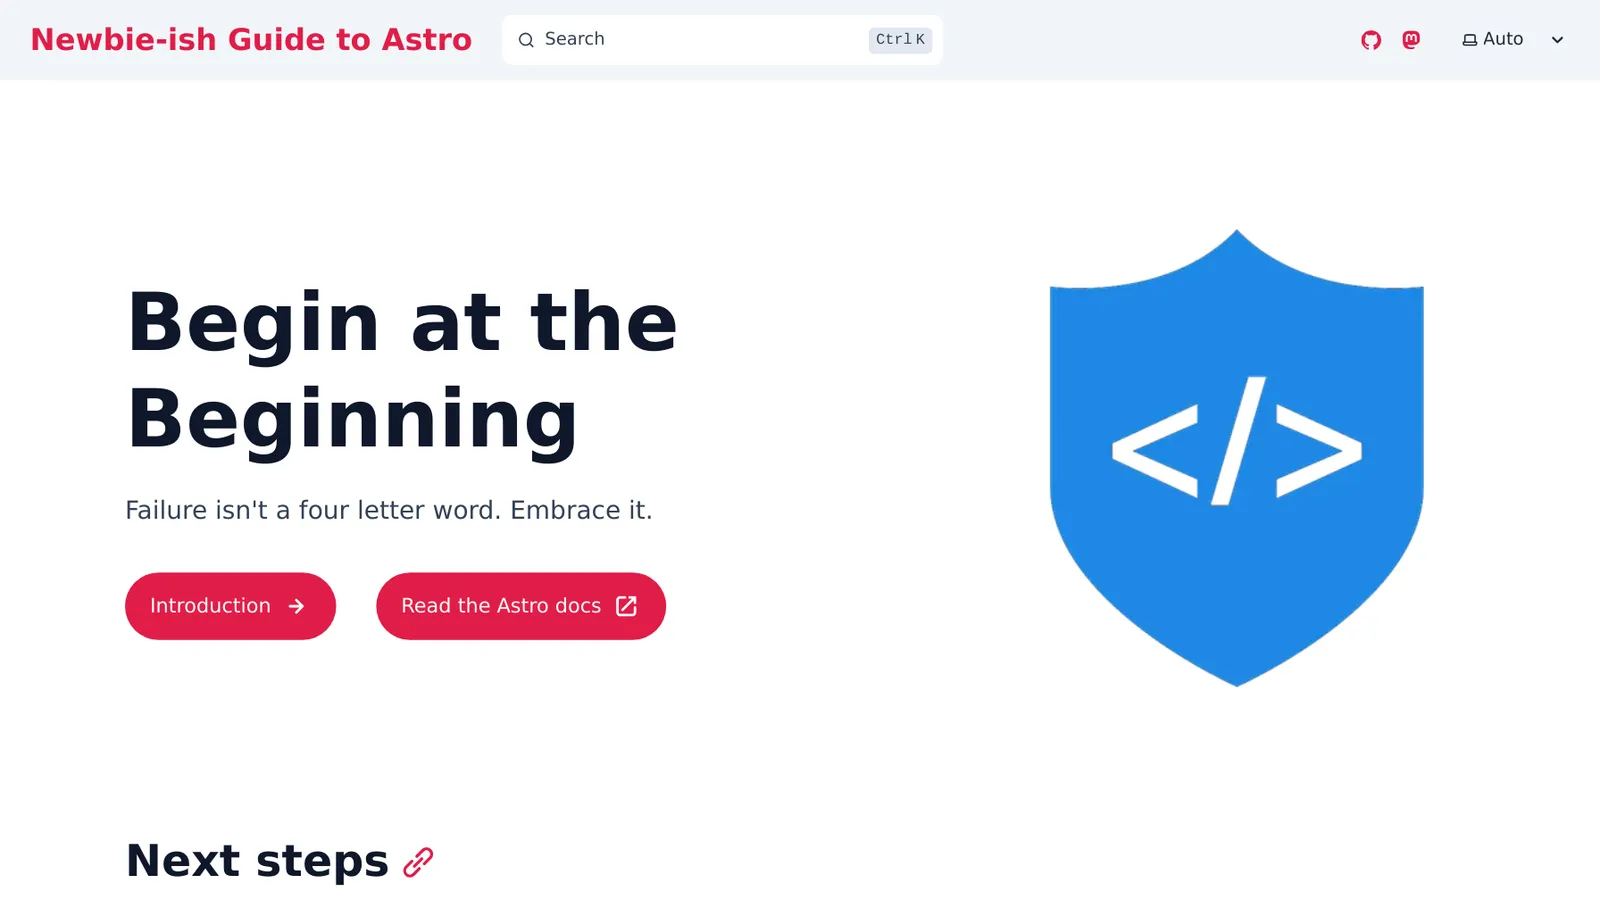 Newbie-ish Guide to Astro
Search
Ctrl K
Auto
Begin at the
Beginning
</>
Failure isn't a four letter word. Embrace it.
Introduction
Read the Astro docs
Next steps